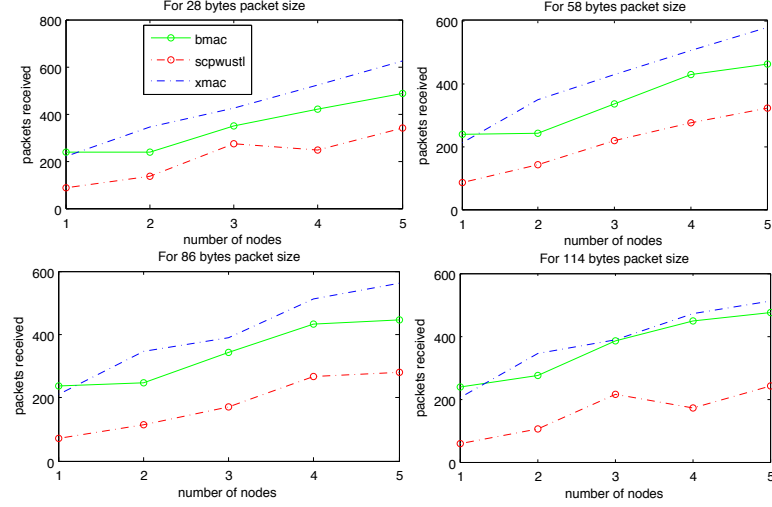 For 28 bytes packet size
800
600
400
200
0
packets received
bmac
scpwustl
xmac
1 2 3 4 5
number of nodes
For 58 bytes packet size
600
400
200
0
packets received
1 2 3 4 5
number of nodes
For 86 bytes packet size
600
400
200
0
packets received
1 2 3 4 5
number of nodes
For 114 bytes packet size
600
400
200
0
packets received
1 2 3 4 5
number of nodes